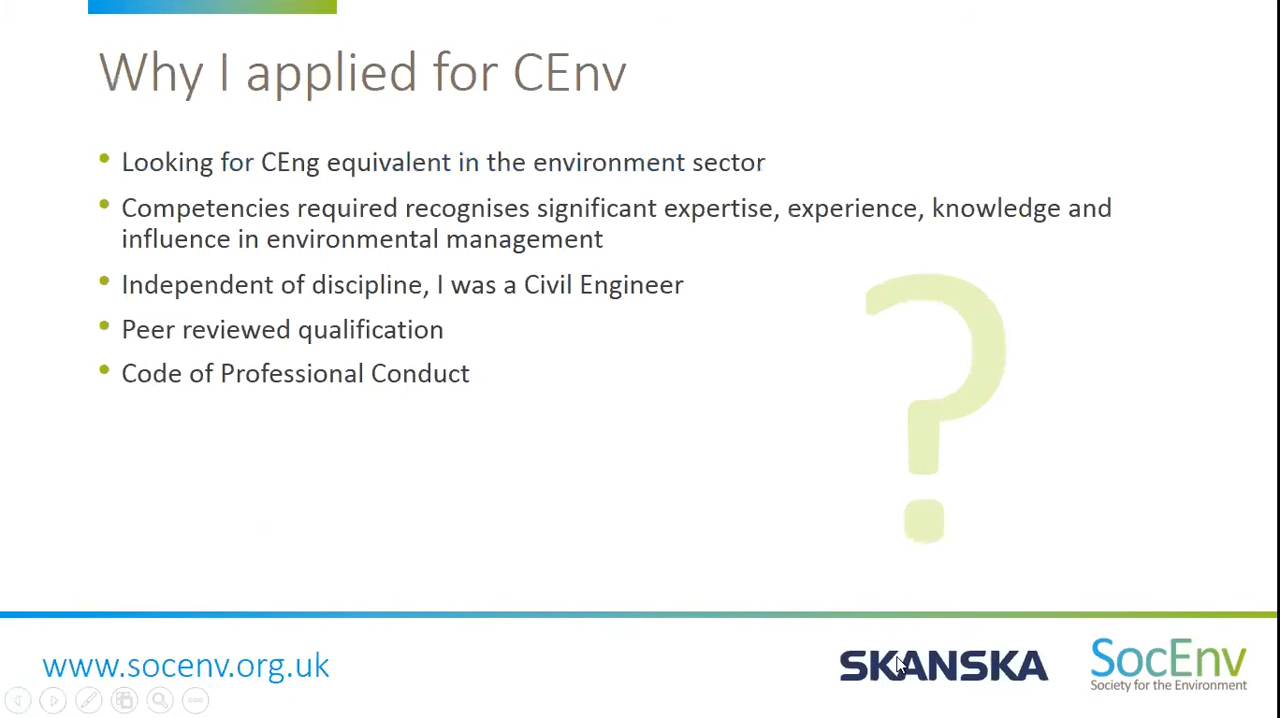 Why I applied for CEnv
• Looking for CEng equivalent in the environment sector
• Competencies required recognises significant expertise, experience, knowledge and
influence in environmental management
• Independent of discipline, I was a Civil Engineer
• Peer reviewed qualification
• Code of Professional Conduct
?
www.socenv.org.uk
SKANSKA
SocEnv
Society for the Environment